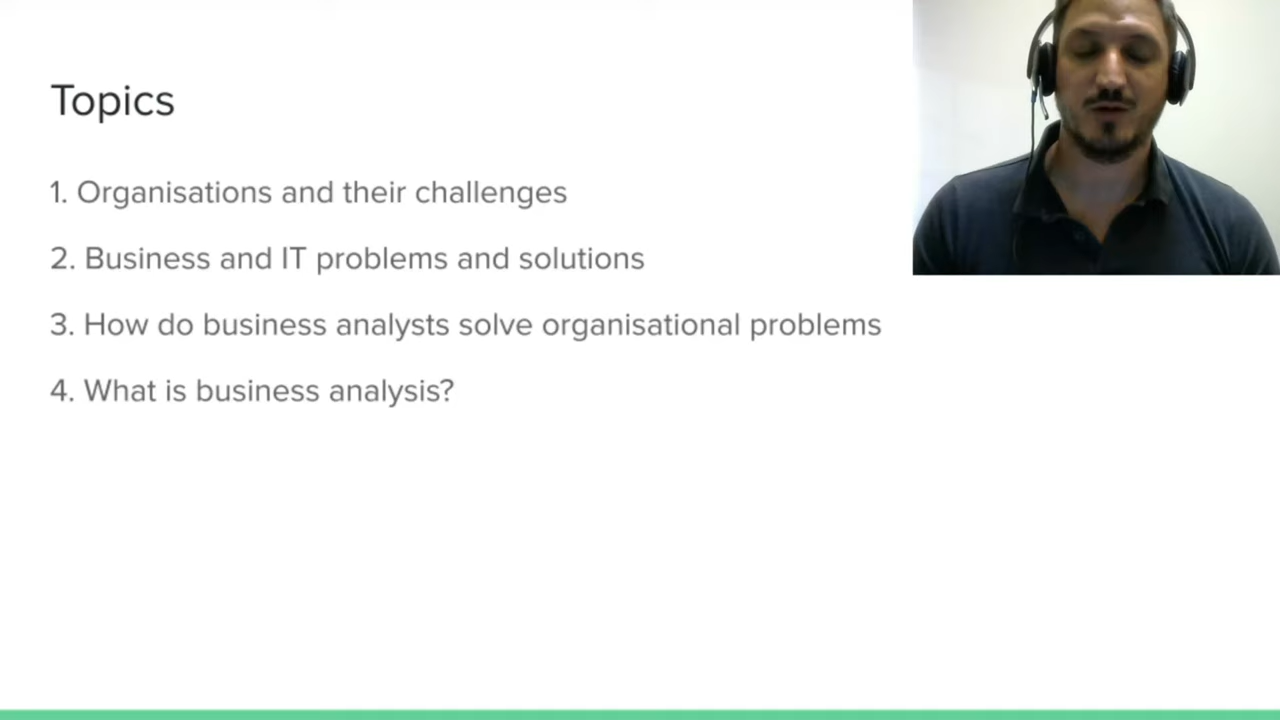 Topics
1. Organisations and their challenges
2. Business and IT problems and solutions
3. How do business analysts solve organisational problems
4. What is business analysis?